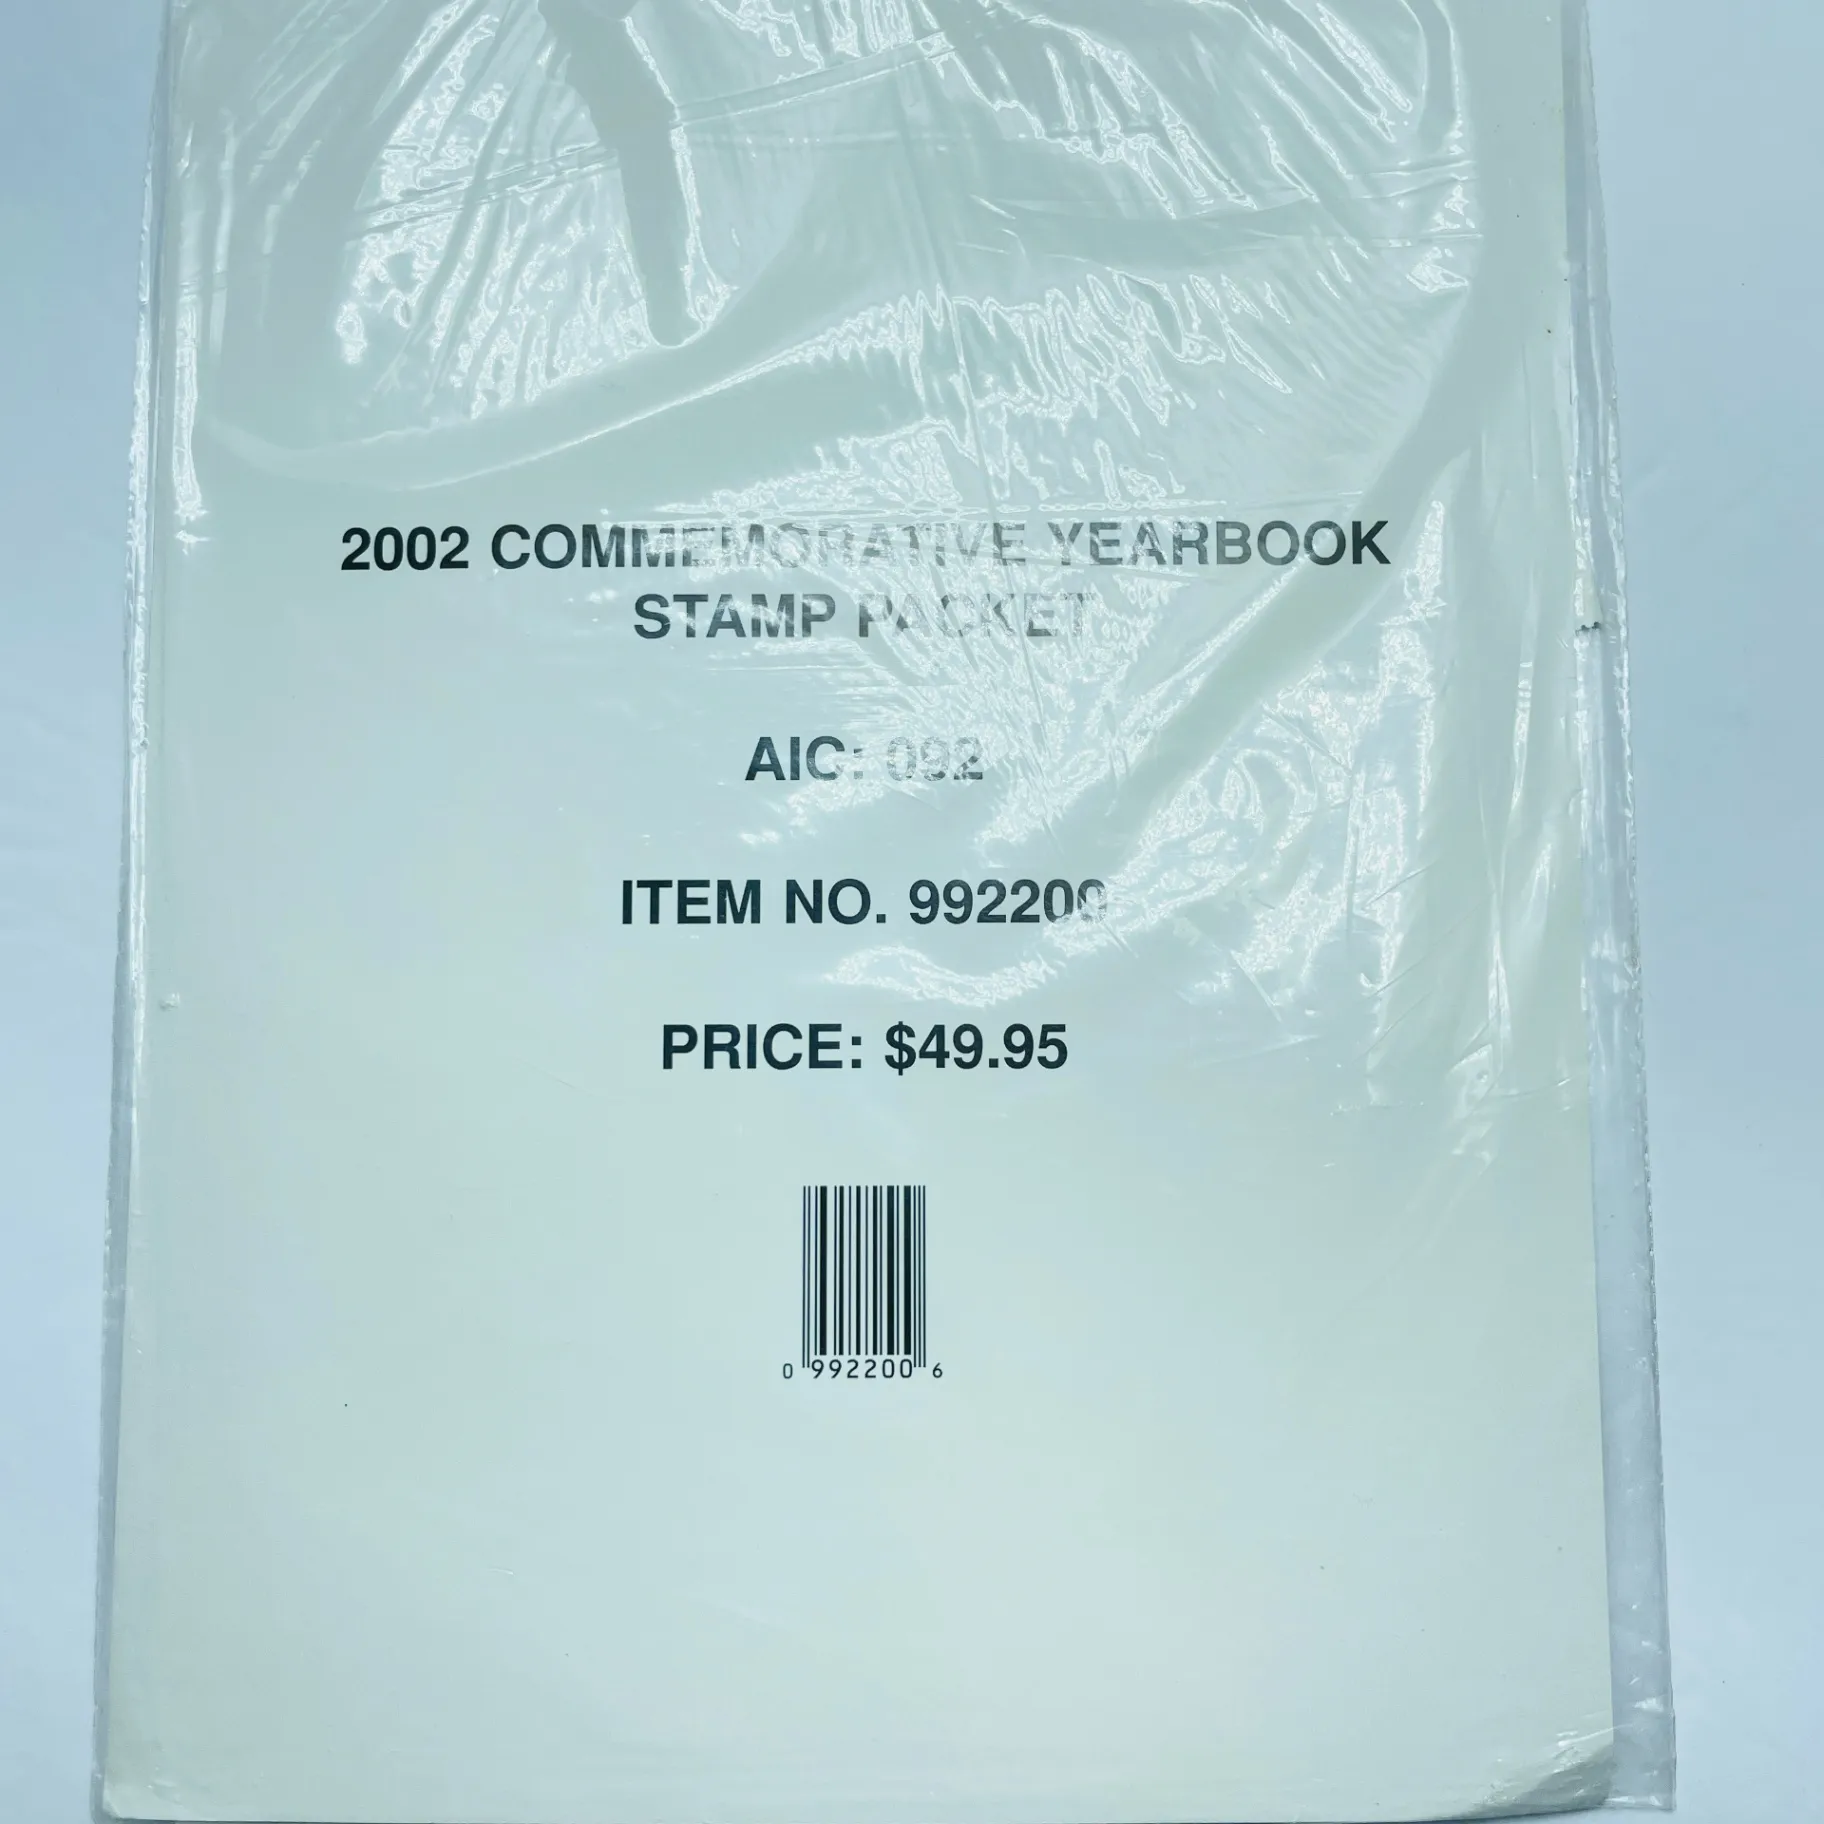 2002 COMMEMORATIVE YEARBOOK
STAMP PACKET
AIC: 092
ITEM NO. 992200
PRICE: $49.95
0 992200 6